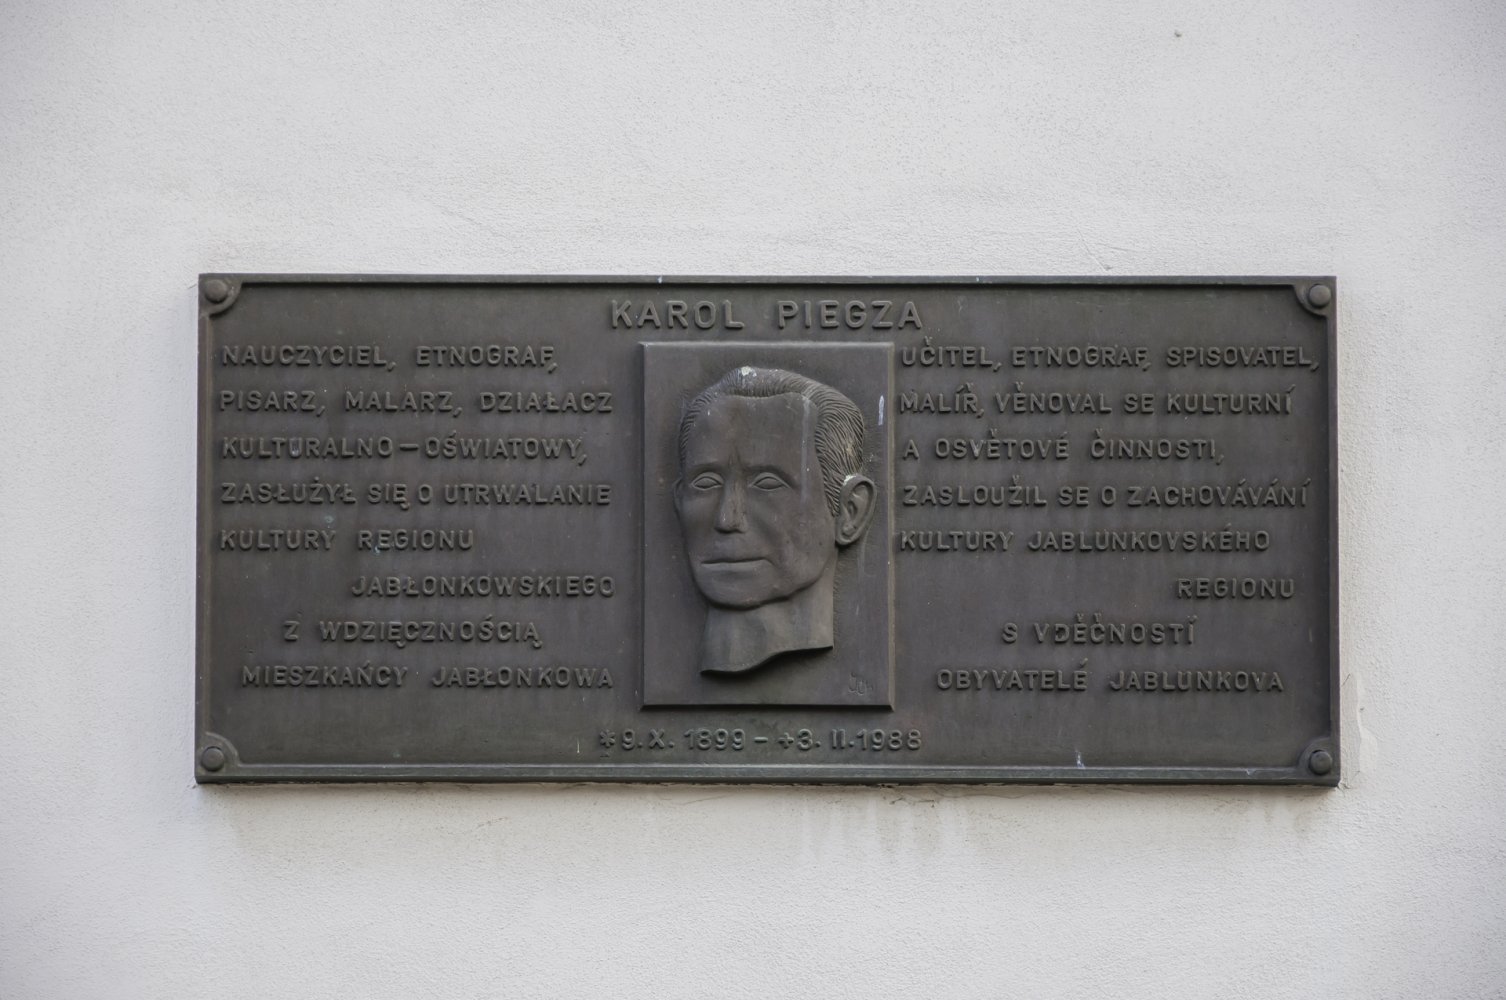 KAROL PIEGZA
NAUCZYCIEL, ETNOGRAF,
PISARZ, MALARZ, DZIAŁACZ
KULTURALNO-OŚWIATOWY,
ZASŁUŻYŁ SIĘ O UTRWALANIE
KULTURY REGIONU
JABŁONKOWSKIEGO
Z WDZIĘCZNOŚCIĄ
MIESZKAŃCY JABŁONKOWA
UČITEL, ETNOGRAF, SPISOVATEL,
MALÍŘ, VĚNOVAL SE KULTURNÍ
A OSVĚTOVÉ ČINNOSTI,
ZASLOUŽIL SE O ZACHOVÁVÁNÍ
KULTURY JABLUNKOVSKÉHO
REGIONU
S VDĚČNOSTÍ
OBYVATELÉ JABLUNKOVA
*9.X. 1899 - +3. II.1988